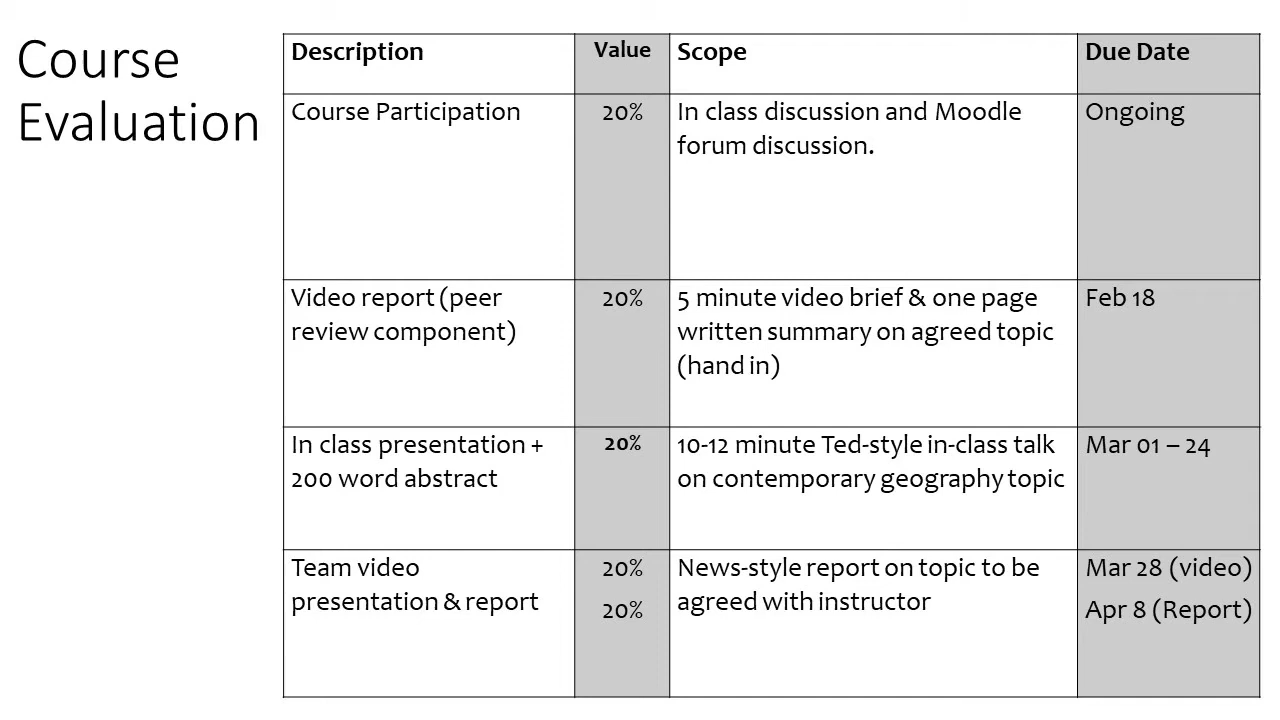 Course
Evaluation
Description
Value
Scope
Due Date
Course Participation
20%
In class discussion and Moodle
forum discussion.
Ongoing
Video report (peer
review component)
20%
5 minute video brief & one page
written summary on agreed topic
(hand in)
Feb 18
In class presentation +
200 word abstract
20%
10-12 minute Ted-style in-class talk
on contemporary geography topic
Mar 01 – 24
Team video
presentation & report
20%
20%
News-style report on topic to be
agreed with instructor
Mar 28 (video)
Apr 8 (Report)